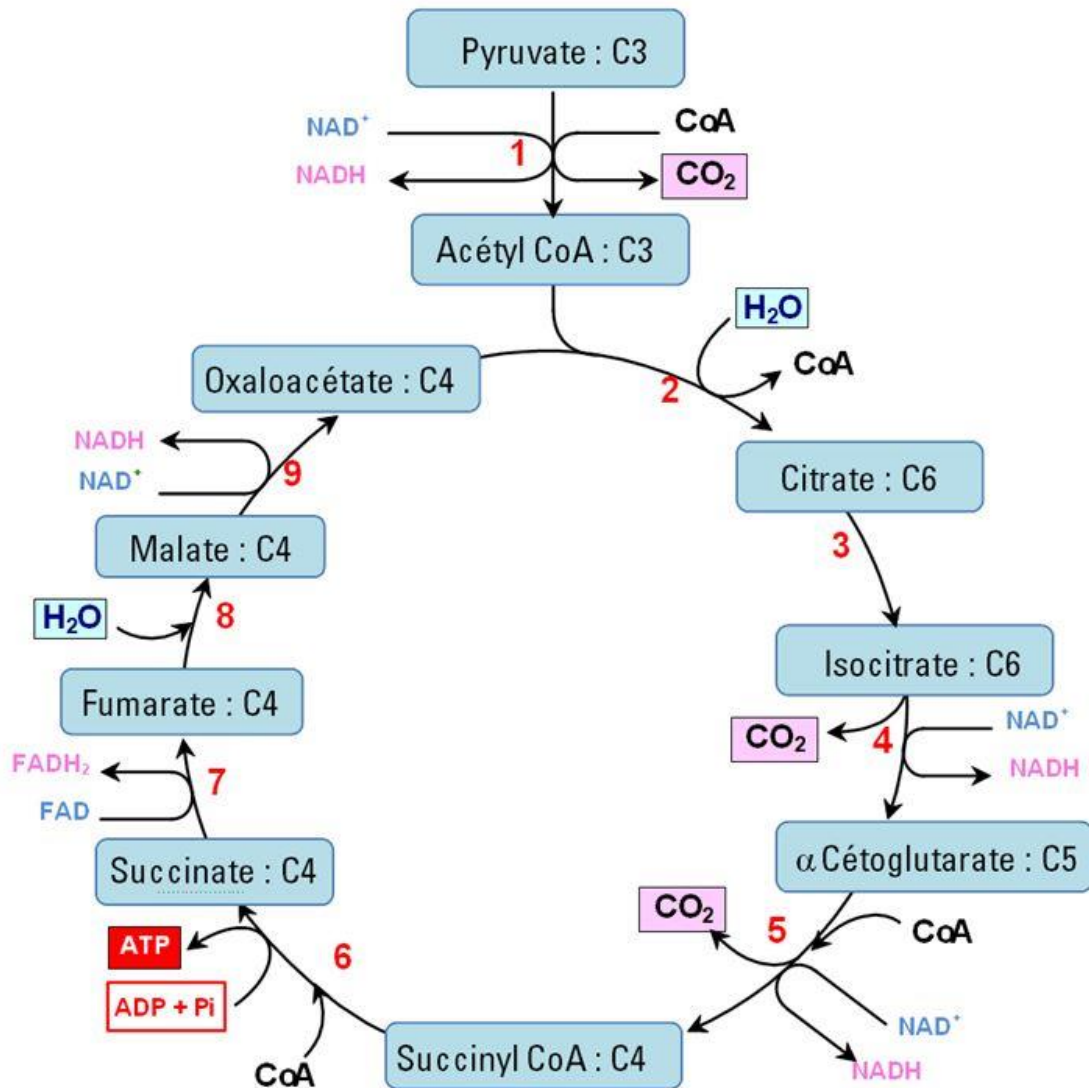 Pyruvate : C3
NAD⁺
CoA
1
NADH
CO₂
Acétyl CoA : C3
H₂O
CoA
Oxaloacétate : C4
2
NADH
NAD⁺
9
Citrate : C6
Malate : C4
3
H₂O
8
Isocitrate : C6
Fumarate : C4
CO₂
4
NAD⁺
NADH
FADH₂
7
FAD
α Cétoglutarate : C5
Succinate : C4
CO₂
5
CoA
ATP
6
ADP + Pi
NAD⁺
CoA
Succinyl CoA : C4
NADH